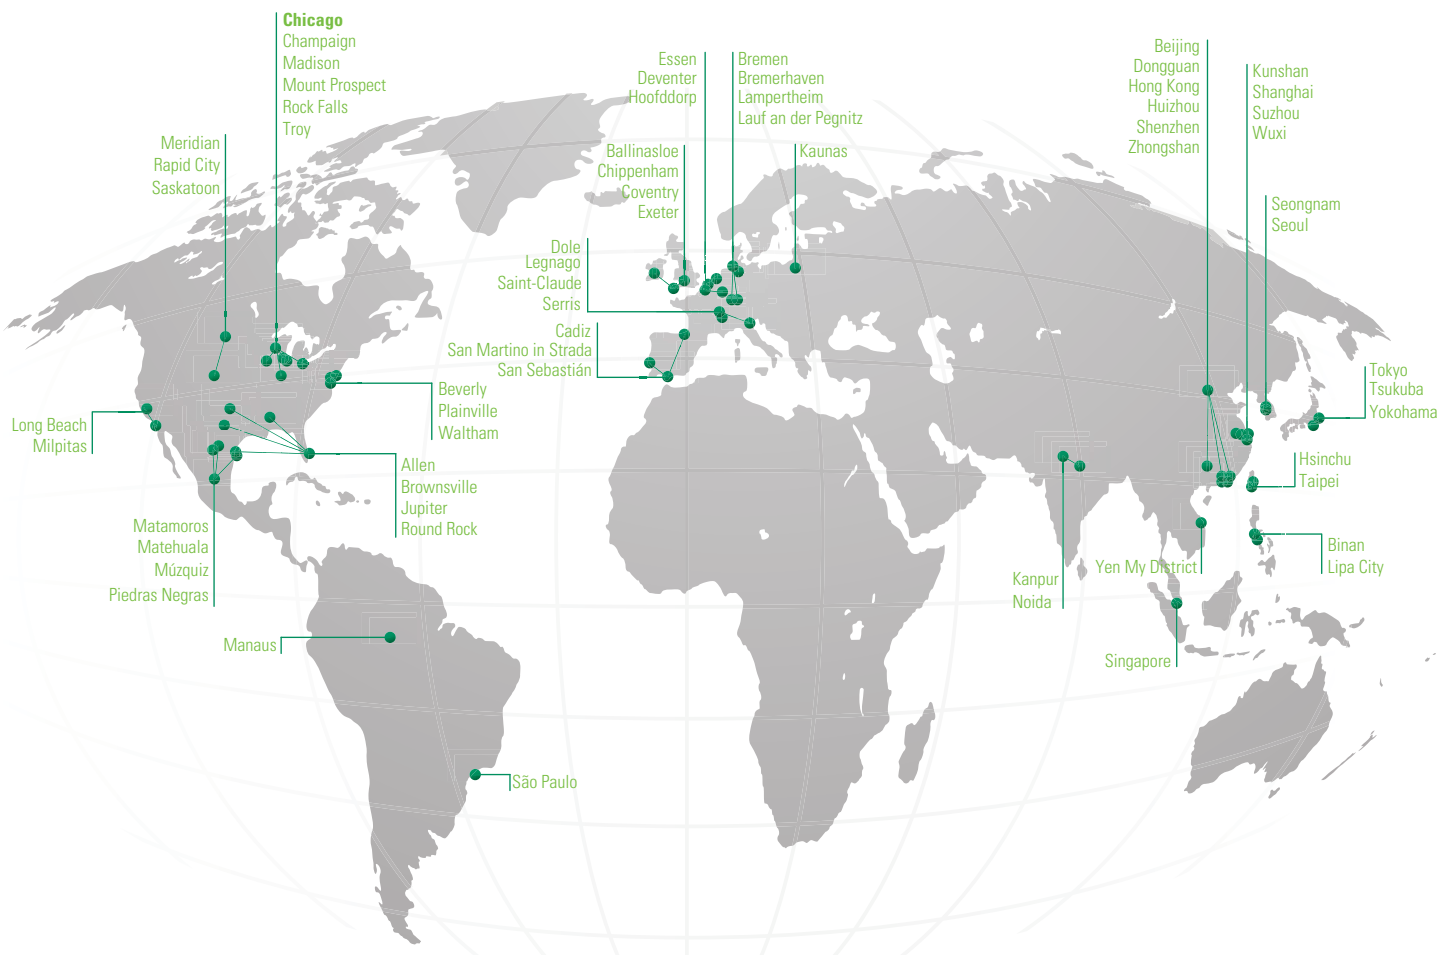 Chicago
Champaign
Madison
Mount Prospect
Rock Falls
Troy
Meridian
Rapid City
Saskatoon
Essen
Deventer
Hoofddorp
Bremen
Bremerhaven
Lampertheim
Lauf an der Pegnitz
Ballinasloe
Chippenham
Coventry
Exeter
Kaunas
Dole
Legnago
Saint-Claude
Serris
Cadiz
San Martino in Strada
San Sebastián
Beijing
Dongguan
Hong Kong
Huizhou
Shenzhen
Zhongshan
Kunshan
Shanghai
Suzhou
Wuxi
Seongnam
Seoul
Tokyo
Tsukuba
Yokohama
Long Beach
Milpitas
Beverly
Plainville
Waltham
Allen
Brownsville
Jupiter
Round Rock
Matamoros
Matehuala
Múzquiz
Piedras Negras
Manaus
São Paulo
Hsinchu
Taipei
Binan
Lipa City
Kanpur
Noida
Yen My District
Singapore